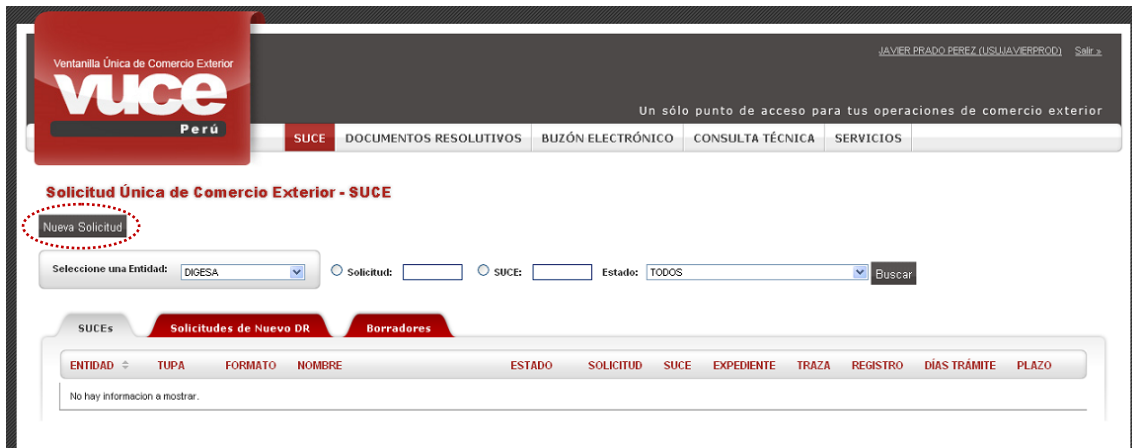 JAVIER PRADO PEREZ (USUJAVIERPROD) Salir »
Ventanilla Única de Comercio Exterior
vuce
Perú
Un sólo punto de acceso para tus operaciones de comercio exterior
SUCE DOCUMENTOS RESOLUTIVOS BUZÓN ELECTRÓNICO CONSULTA TÉCNICA SERVICIOS
Solicitud Única de Comercio Exterior - SUCE
Nueva Solicitud
Seleccione una Entidad: DIGESA Solicitud: SUCE: Estado: TODOS Buscar
SUCEs Solicitudes de Nuevo DR Borradores
ENTIDAD TUPA FORMATO NOMBRE ESTADO SOLICITUD SUCE EXPEDIENTE TRAZA REGISTRO DÍAS TRÁMITE PLAZO
No hay informacion a mostrar.